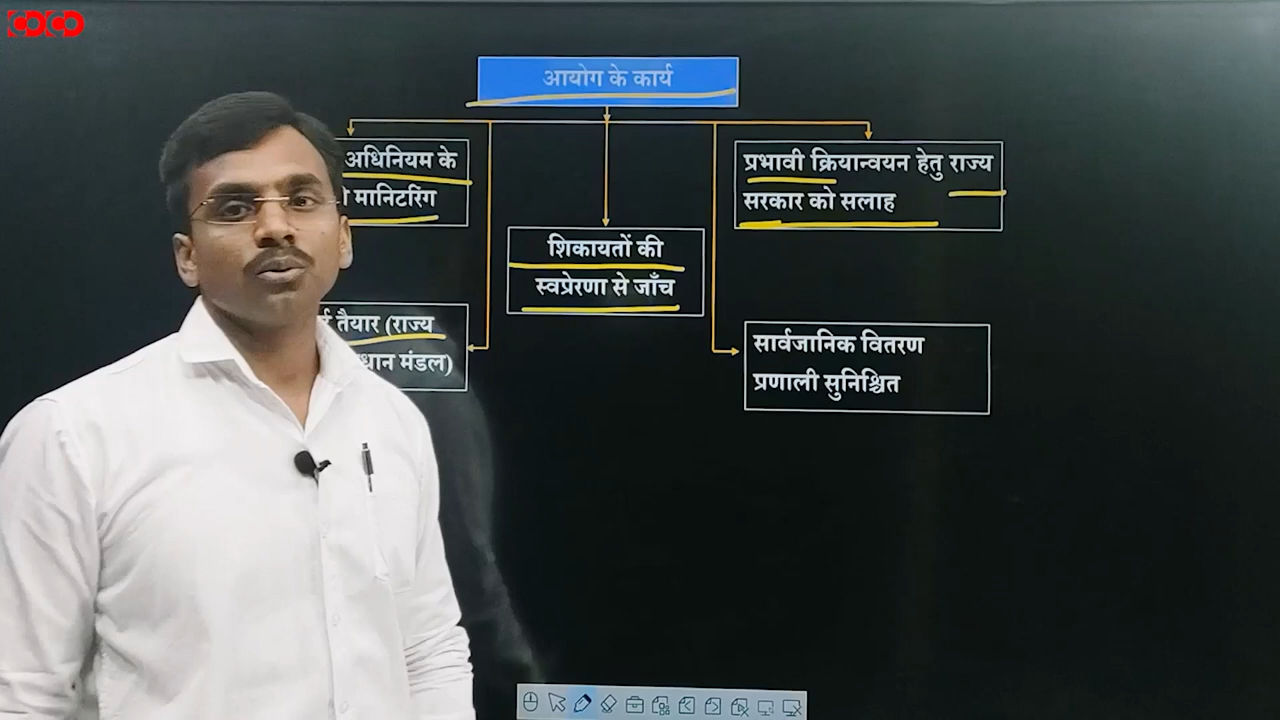 आयोग के कार्य
अधिनियम के
मानिटरिंग
प्रभावी क्रियान्वयन हेतु राज्य
सरकार को सलाह
शिकायतों की
स्वप्रेरणा से जाँच
तैयार (राज्य
मंडल)
सार्वजानिक वितरण
प्रणाली सुनिश्चित